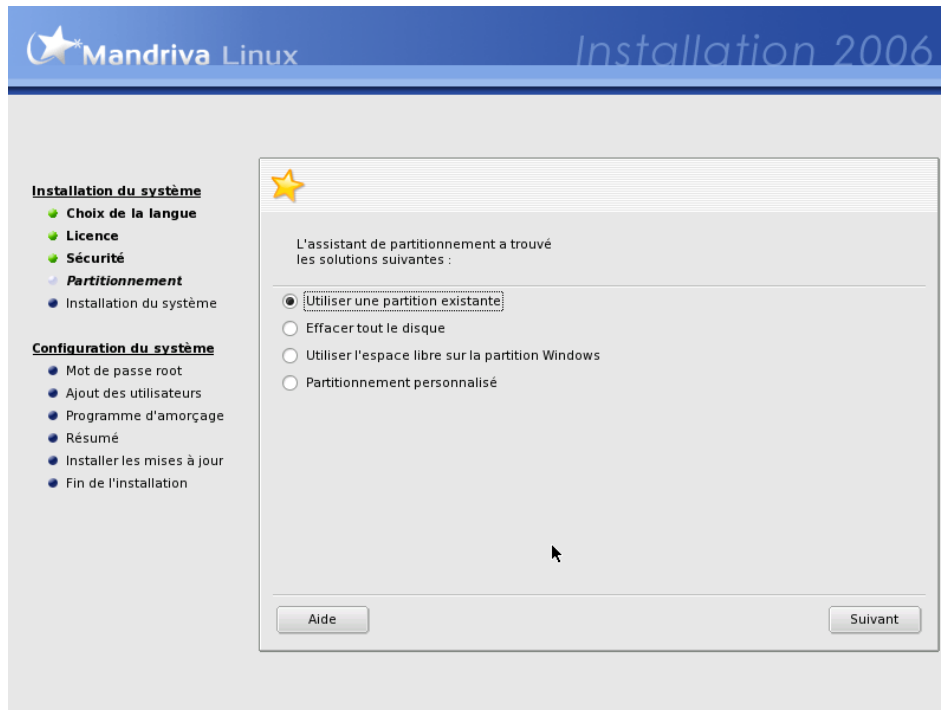 Mandriva Linux
Installation 2006
Installation du système
Choix de la langue
Licence
Sécurité
Partitionnement
Installation du système
Configuration du système
Mot de passe root
Ajout des utilisateurs
Programme d'amorçage
Résumé
Installer les mises à jour
Fin de l'installation
L'assistant de partitionnement a trouvé
les solutions suivantes :
Utiliser une partition existante
Effacer tout le disque
Utiliser l'espace libre sur la partition Windows
Partitionnement personnalisé
Aide
Suivant